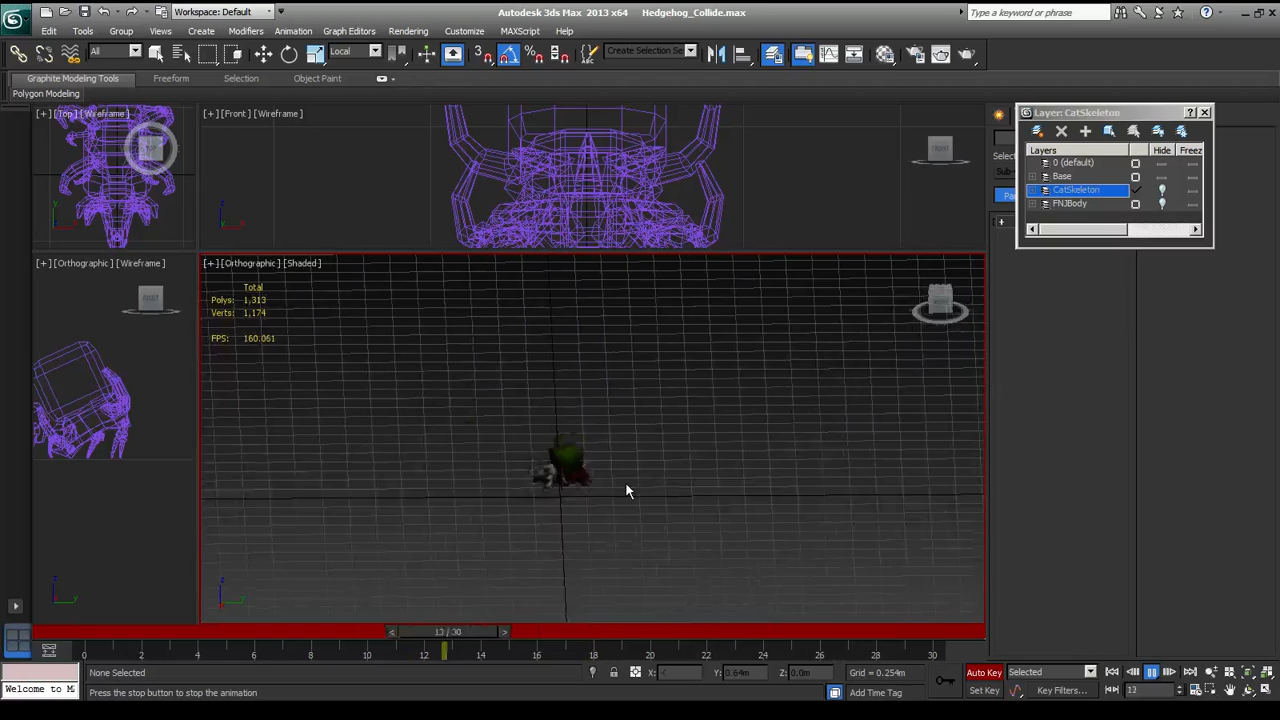 Workspace: Default
Autodesk 3ds Max 2013 x64 Hedgehog_Collide.max
Type a keyword or phrase
Edit Tools Group Views Create Modifiers Animation Graph Editors Rendering Customize MAXScript Help
All
Local
Create Selection Se
Graphite Modeling Tools Freeform Selection Object Paint
Polygon Modeling
[+] [Top] [Wireframe]
[+] [Front] [Wireframe]
FRONT
Layer: CatSkeleton
Layers Hide Freez
0 (default)
Base
CatSkeleton
FNJBody
[+] [Orthographic] [Wireframe]
[+] [Orthographic] [Shaded]
Total
Polys: 1,313
Verts: 1,174
FPS: 160.061
13 / 30
0 2 4 6 8 10 12 14 16 18 20 22 24 26 28 30
None Selected
X:
Y: 0.64m
Z: 0.0m
Grid = 0.254m
Auto Key
Selected
Welcome to M
Press the stop button to stop the animation
Add Time Tag
Set Key
Key Filters...